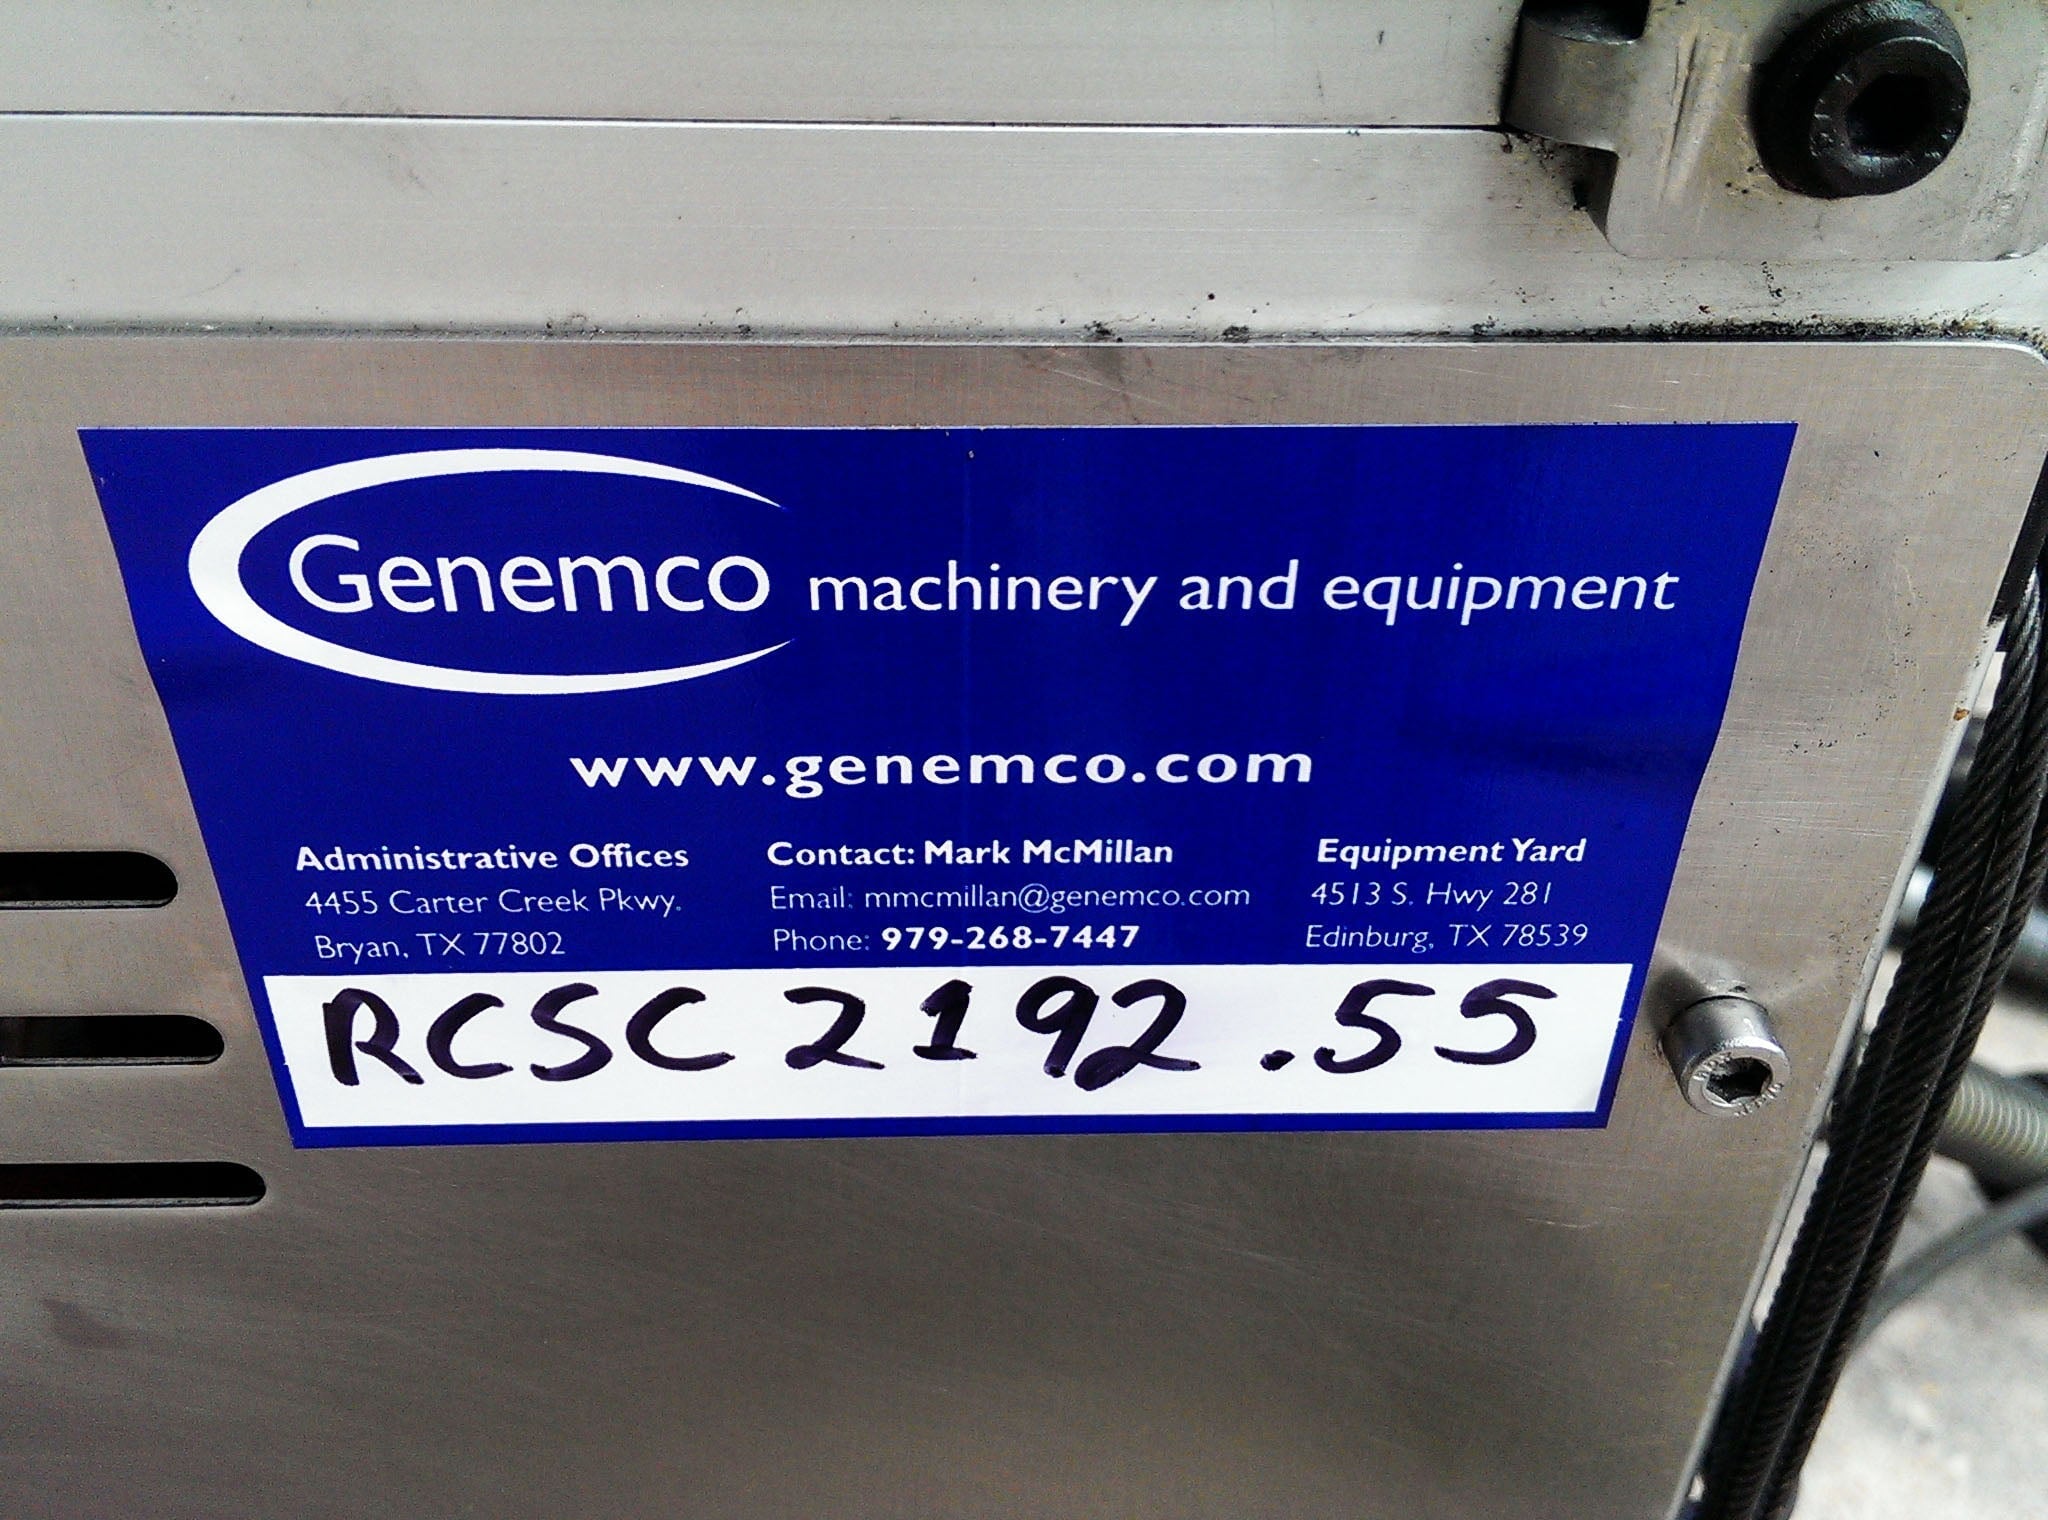 Genemco machinery and equipment
www.genemco.com
Administrative Offices
4455 Carter Creek Pkwy.
Bryan, TX 77802
Contact: Mark McMillan
Email: mmcmillan@genemco.com
Phone: 979-268-7447
Equipment Yard
4513 S. Hwy 281
Edinburg, TX 78539
RCSC 2192.55